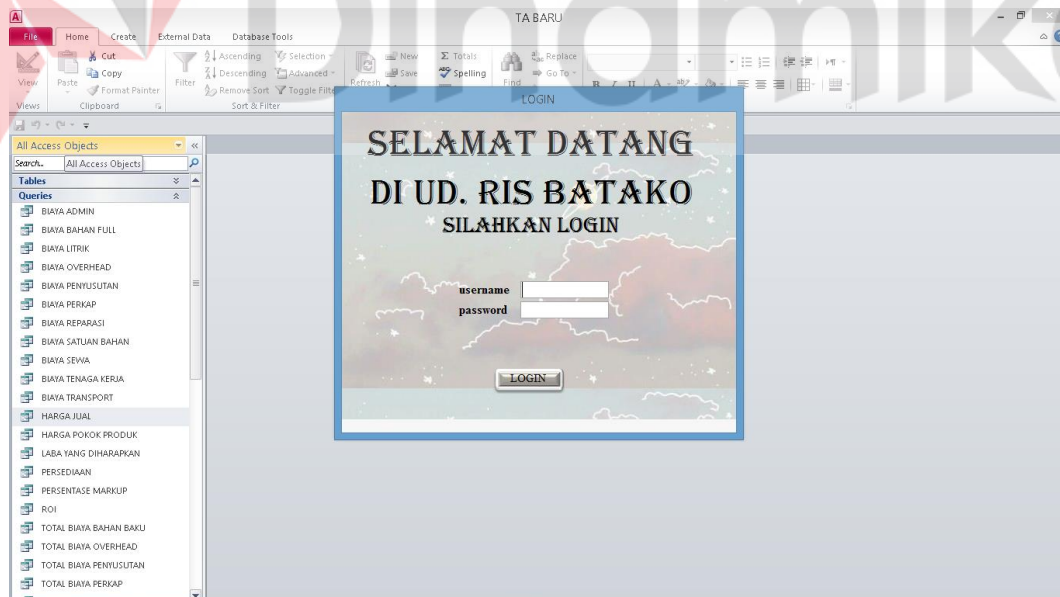 TA BARU
File Home Create External Data Database Tools
View Paste Cut Copy Format Painter
Filter Ascending Descending Remove Sort Selection Advanced Toggle Filter
Refresh New Save Totals Spelling Find Replace Go To
Views Clipboard Sort & Filter
LOGIN
All Access Objects
Search..
All Access Objects
Tables
Queries
BIAYA ADMIN
BIAYA BAHAN FULL
BIAYA LITRIK
BIAYA OVERHEAD
BIAYA PENYUSUTAN
BIAYA PERKAP
BIAYA REPARASI
BIAYA SATUAN BAHAN
BIAYA SEWA
BIAYA TENAGA KERJA
BIAYA TRANSPORT
HARGA JUAL
HARGA POKOK PRODUK
LABA YANG DIHARAPKAN
PERSEDIAAN
PERSENTASE MARKUP
ROI
TOTAL BIAYA BAHAN BAKU
TOTAL BIAYA OVERHEAD
TOTAL BIAYA PENYUSUTAN
TOTAL BIAYA PERKAP
SELAMAT DATANG
DI UD. RIS BATAKO
SILAHKAN LOGIN
username
password
LOGIN